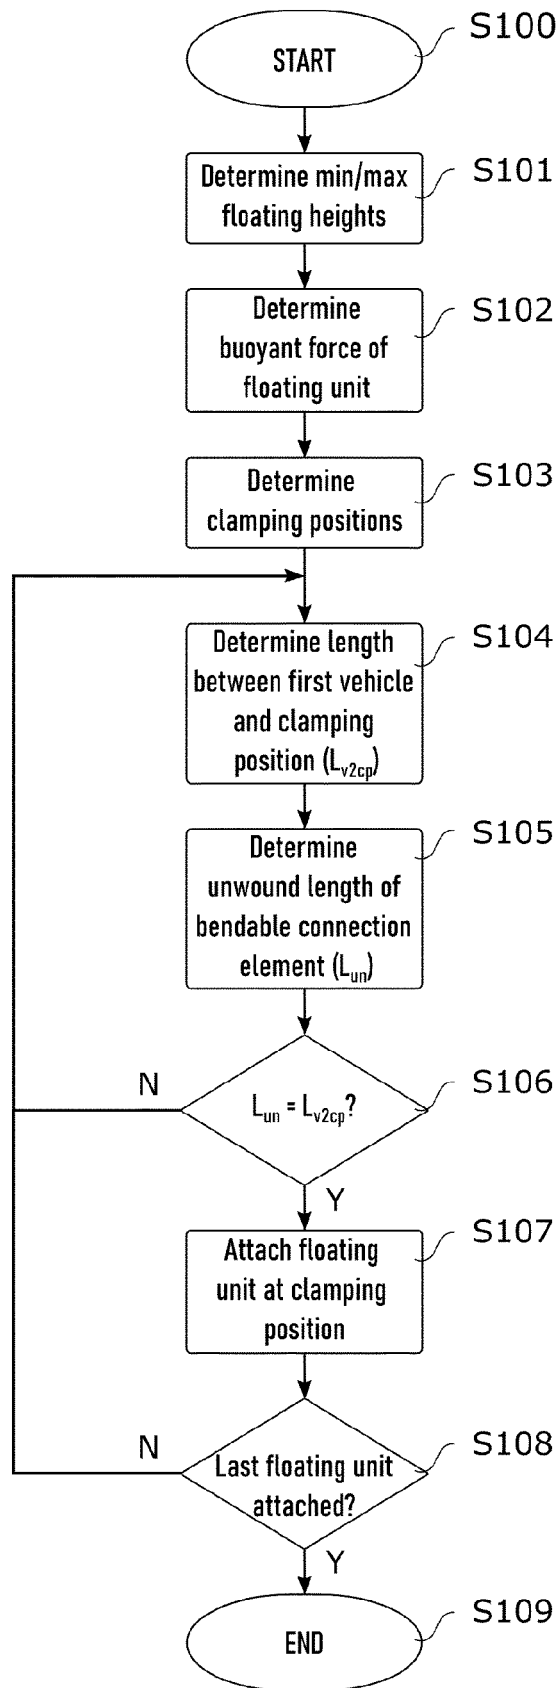 START
S100
Determine min/max
floating heights
S101
Determine
buoyant force of
floating unit
S102
Determine
clamping positions
S103
Determine length
between first vehicle
and clamping
position (Lv2cp)
S104
Determine
unwound length of
bendable connection
element (Lun)
S105
Lun = Lv2cp?
S106
N
Y
Attach floating
unit at clamping
position
S107
Last floating unit
attached?
S108
N
Y
END
S109